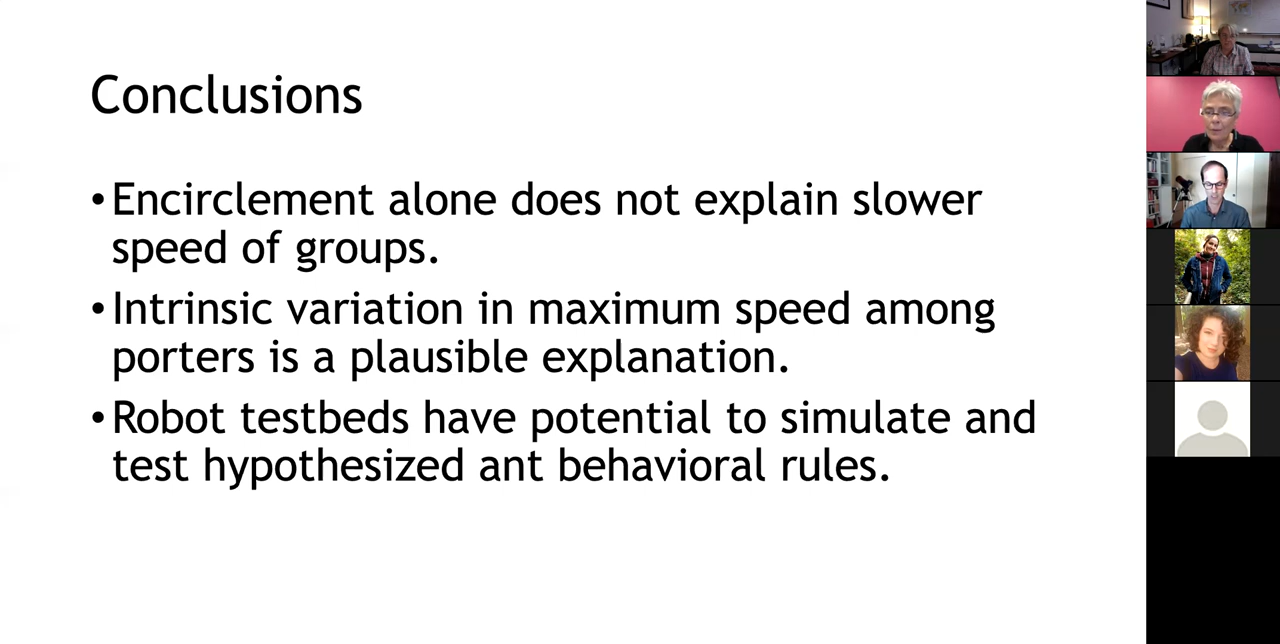 Conclusions
•Encirclement alone does not explain slower
speed of groups.
•Intrinsic variation in maximum speed among
porters is a plausible explanation.
•Robot testbeds have potential to simulate and
test hypothesized ant behavioral rules.